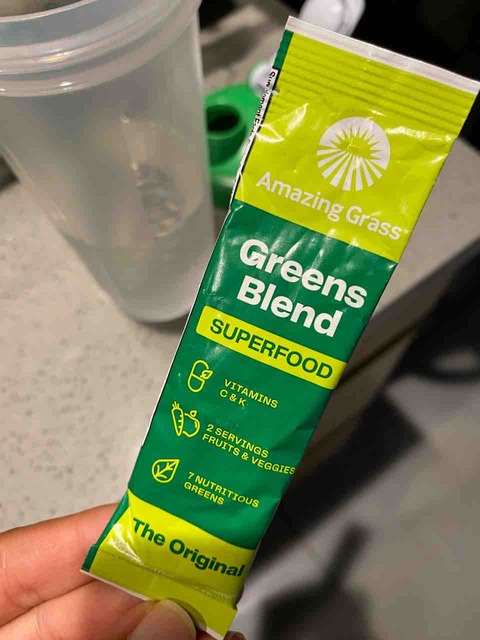 Amazing Grass
Greens
Blend
SUPERFOOD
VITAMINS
C & K
2 SERVINGS
FRUITS & VEGGIES
7 NUTRITIOUS
GREENS
The Original